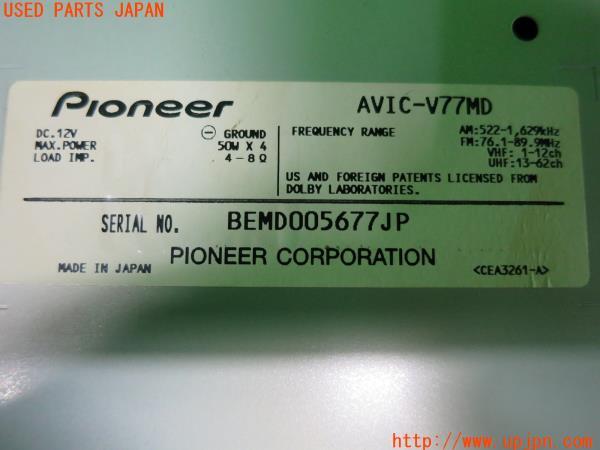 USED PARTS JAPAN
Pioneer
AVIC-V77MD
DC.12V ⊖ GROUND
MAX.POWER 50W X 4
LOAD IMP. 4-8Ω
FREQUENCY RANGE AM:522-1,629kHz
FM:76.1-89.9MHz
VHF: 1-12ch
UHF:13-62ch
US AND FOREIGN PATENTS LICENSED FROM
DOLBY LABORATORIES.
SERIAL NO. BEMD005677JP
PIONEER CORPORATION
MADE IN JAPAN
<CEA3261-A>
http://www.upjpn.com